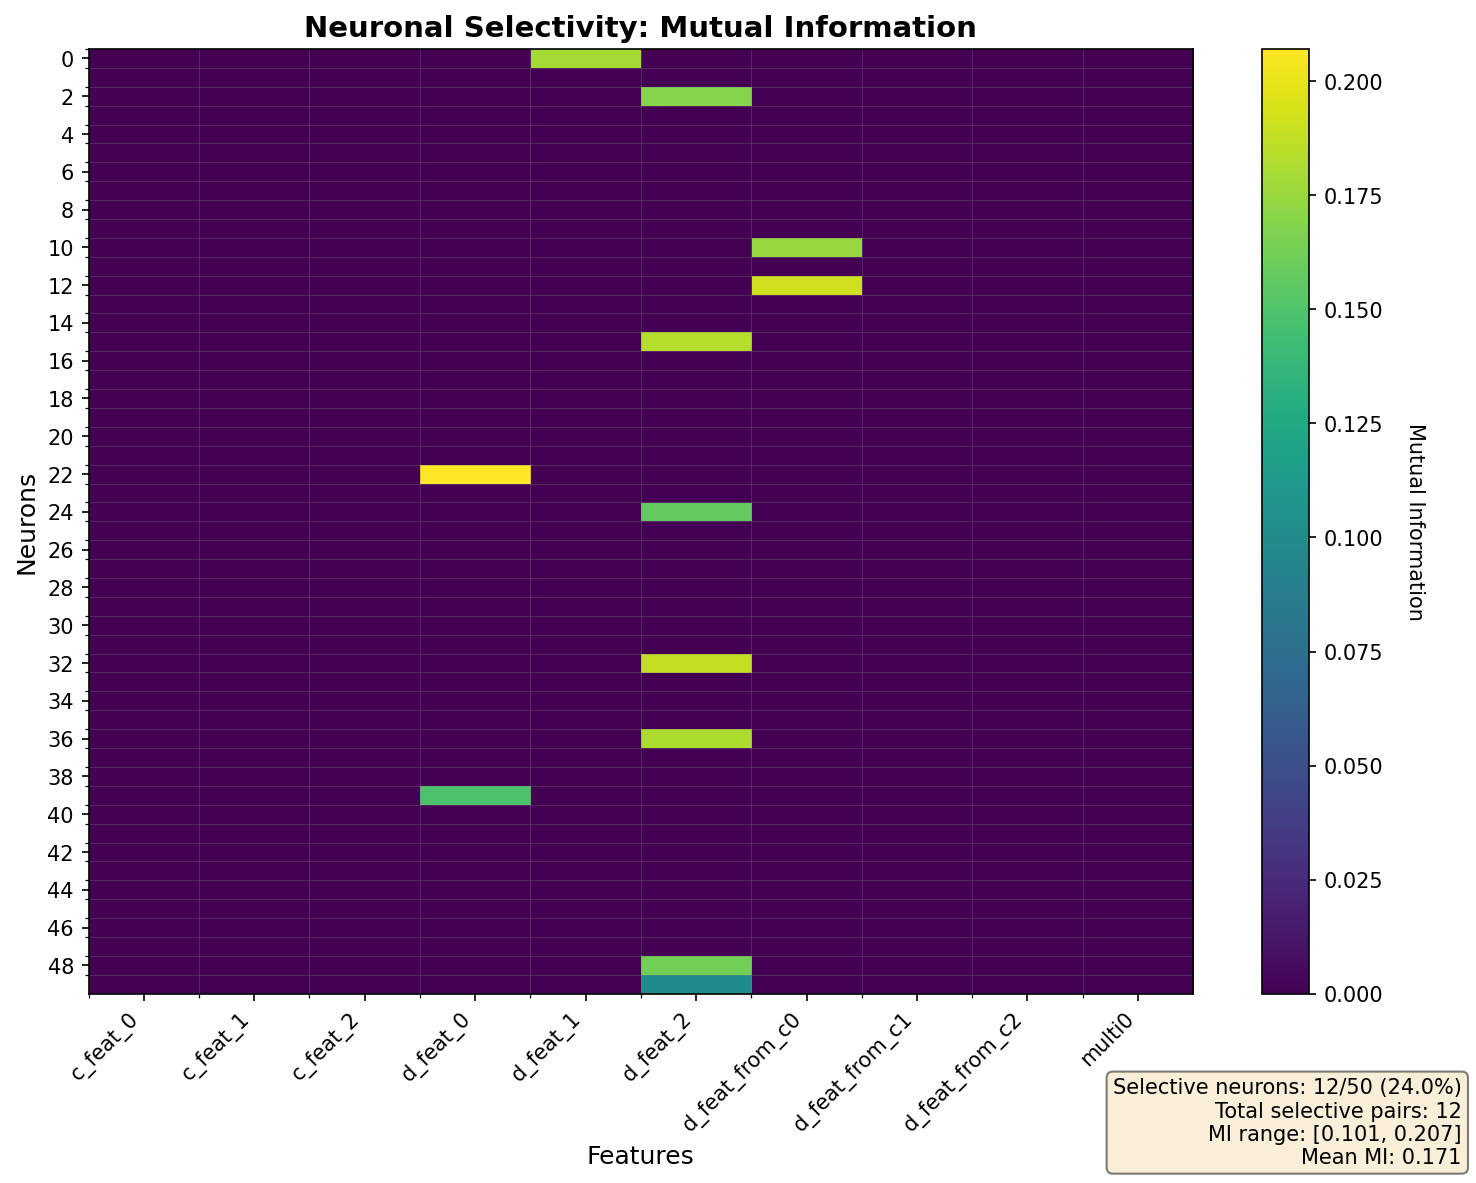 Neuronal Selectivity: Mutual Information
Neurons
0
2
4
6
8
10
12
14
16
18
20
22
24
26
28
30
32
34
36
38
40
42
44
46
48
c_feat_0
c_feat_1
c_feat_2
d_feat_0
d_feat_1
d_feat_2
d_feat_from_c0
d_feat_from_c1
d_feat_from_c2
multi0
Features
0.200
0.175
0.150
0.125
0.100
0.075
0.050
0.025
0.000
Mutual Information
Selective neurons: 12/50 (24.0%)
Total selective pairs: 12
MI range: [0.101, 0.207]
Mean MI: 0.171